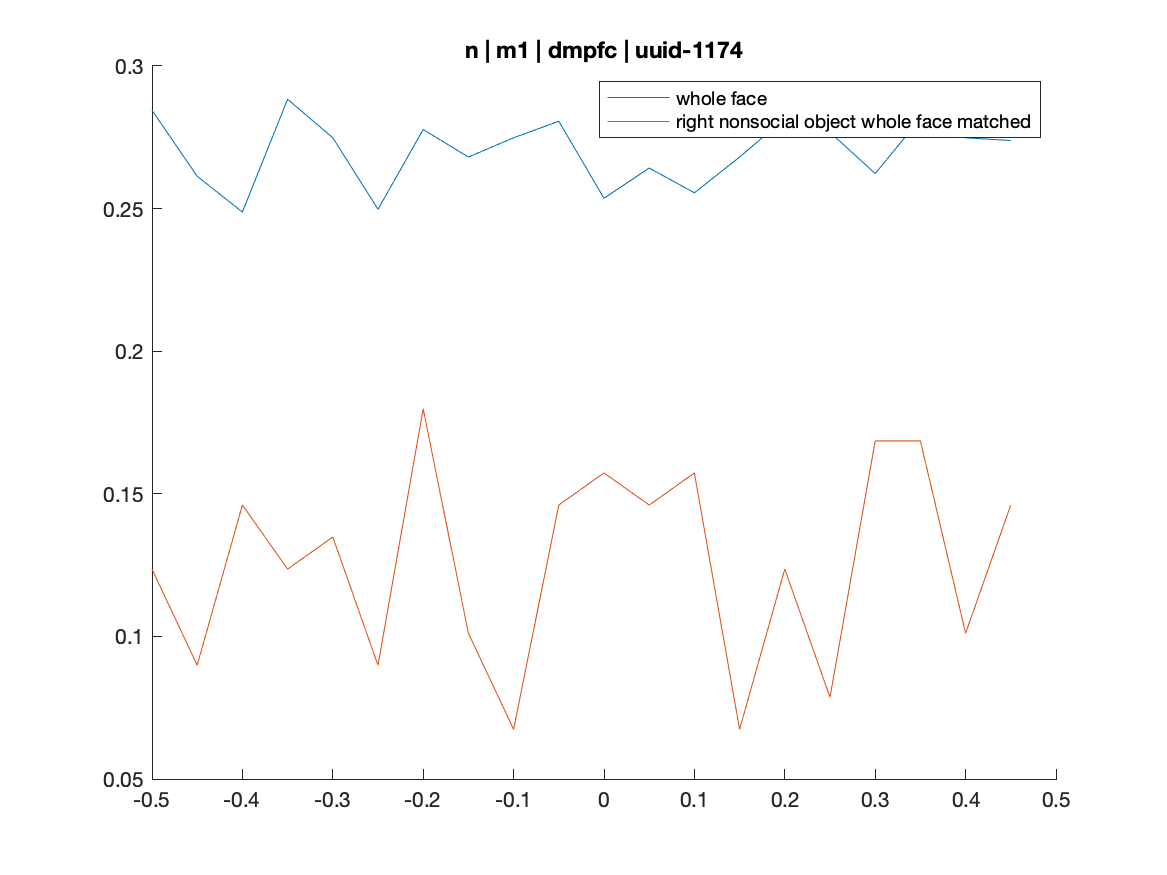 n | m1 | dmpfc | uuid-1174
0.3
whole face
right nonsocial object whole face matched
0.25
0.2
0.15
0.1
0.05
-0.5 -0.4 -0.3 -0.2 -0.1 0 0.1 0.2 0.3 0.4 0.5